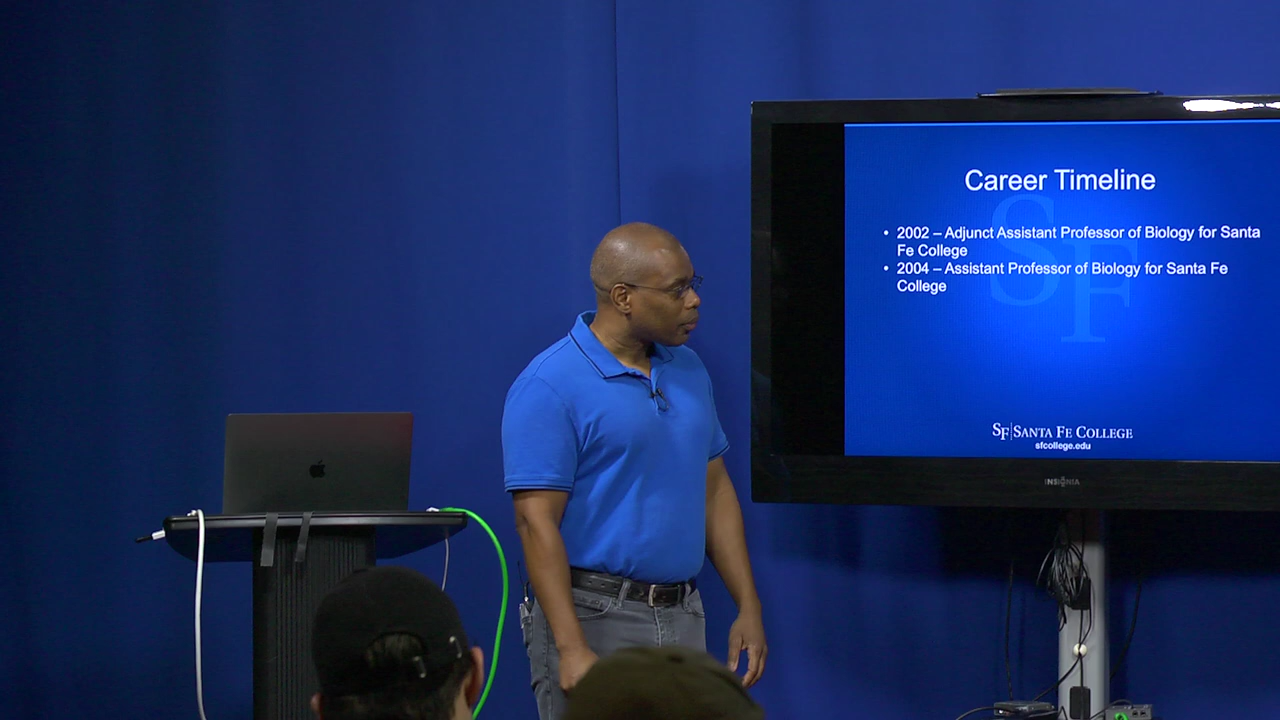 Career Timeline
• 2002 – Adjunct Assistant Professor of Biology for Santa
Fe College
• 2004 – Assistant Professor of Biology for Santa Fe
College
SF
SF|SANTA FE COLLEGE
sfcollege.edu
INSIGNIA